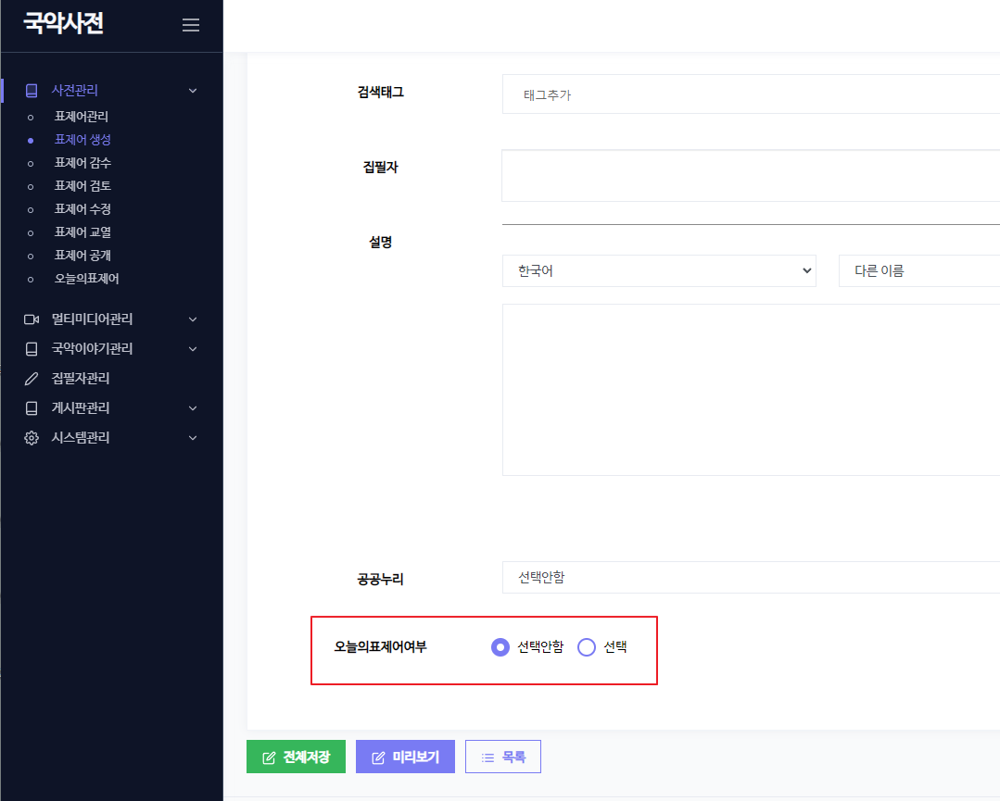 국악사전
사전관리
표제어관리
표제어 생성
표제어 감수
표제어 검토
표제어 수정
표제어 교열
표제어 공개
오늘의표제어
멀티미디어관리
국악이야기관리
집필자관리
게시판관리
시스템관리
검색태그
태그추가
집필자
설명
한국어
다른 이름
공공누리
선택안함
오늘의표제어여부
선택안함
선택
전체저장
미리보기
목록